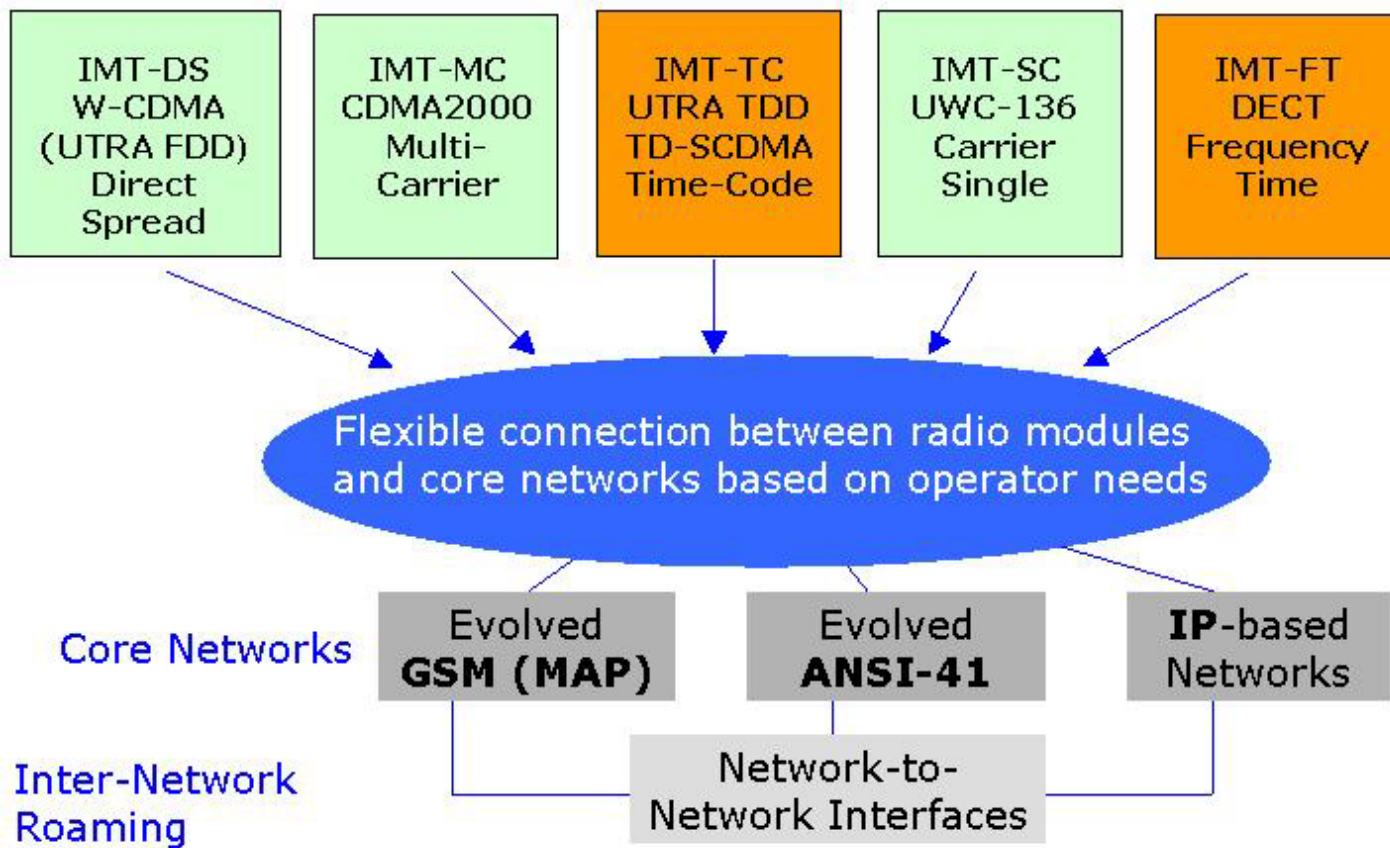 IMT-DS
W-CDMA
(UTRA FDD)
Direct
Spread
IMT-MC
CDMA2000
Multi-
Carrier
IMT-TC
UTRA TDD
TD-SCDMA
Time-Code
IMT-SC
UWC-136
Carrier
Single
IMT-FT
DECT
Frequency
Time
Flexible connection between radio modules
and core networks based on operator needs
Core Networks
Evolved
GSM (MAP)
Evolved
ANSI-41
IP-based
Networks
Inter-Network
Roaming
Network-to-
Network Interfaces